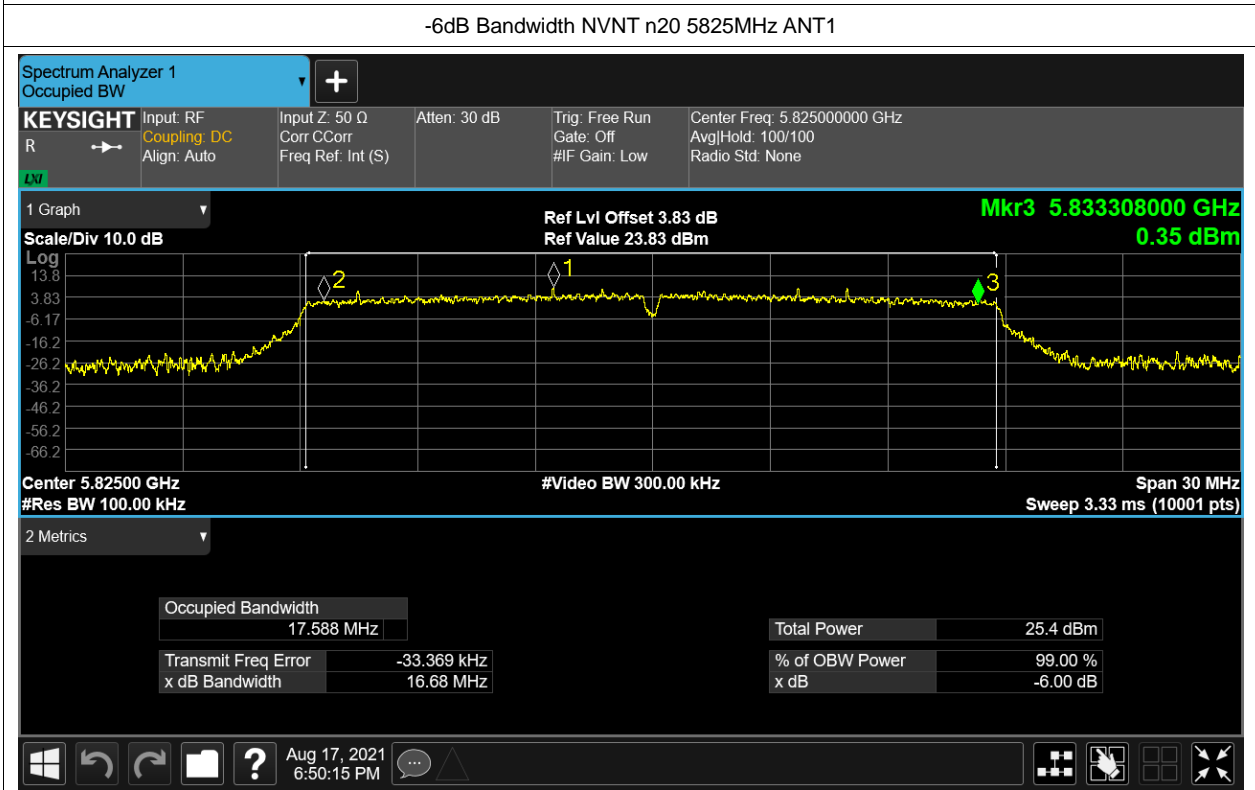 -6dB Bandwidth NVNT n20 5825MHz ANT1
Spectrum Analyzer 1
Occupied BW
KEYSIGHT
R
LXI
Input: RF
Coupling: DC
Align: Auto
Input Z: 50 Ω
Corr CCorr
Freq Ref: Int (S)
Atten: 30 dB
Trig: Free Run
Gate: Off
#IF Gain: Low
Center Freq: 5.825000000 GHz
Avg|Hold: 100/100
Radio Std: None
1 Graph
Scale/Div 10.0 dB
Ref Lvl Offset 3.83 dB
Ref Value 23.83 dBm
Mkr3 5.833308000 GHz
0.35 dBm
Log
13.8
3.83
-6.17
-16.2
-26.2
-36.2
-46.2
-56.2
-66.2
2
1
3
Center 5.82500 GHz
#Res BW 100.00 kHz
#Video BW 300.00 kHz
Span 30 MHz
Sweep 3.33 ms (10001 pts)
2 Metrics
Occupied Bandwidth
17.588 MHz
Transmit Freq Error -33.369 kHz
x dB Bandwidth 16.68 MHz
Total Power 25.4 dBm
% of OBW Power 99.00 %
x dB -6.00 dB
?
Aug 17, 2021
6:50:15 PM